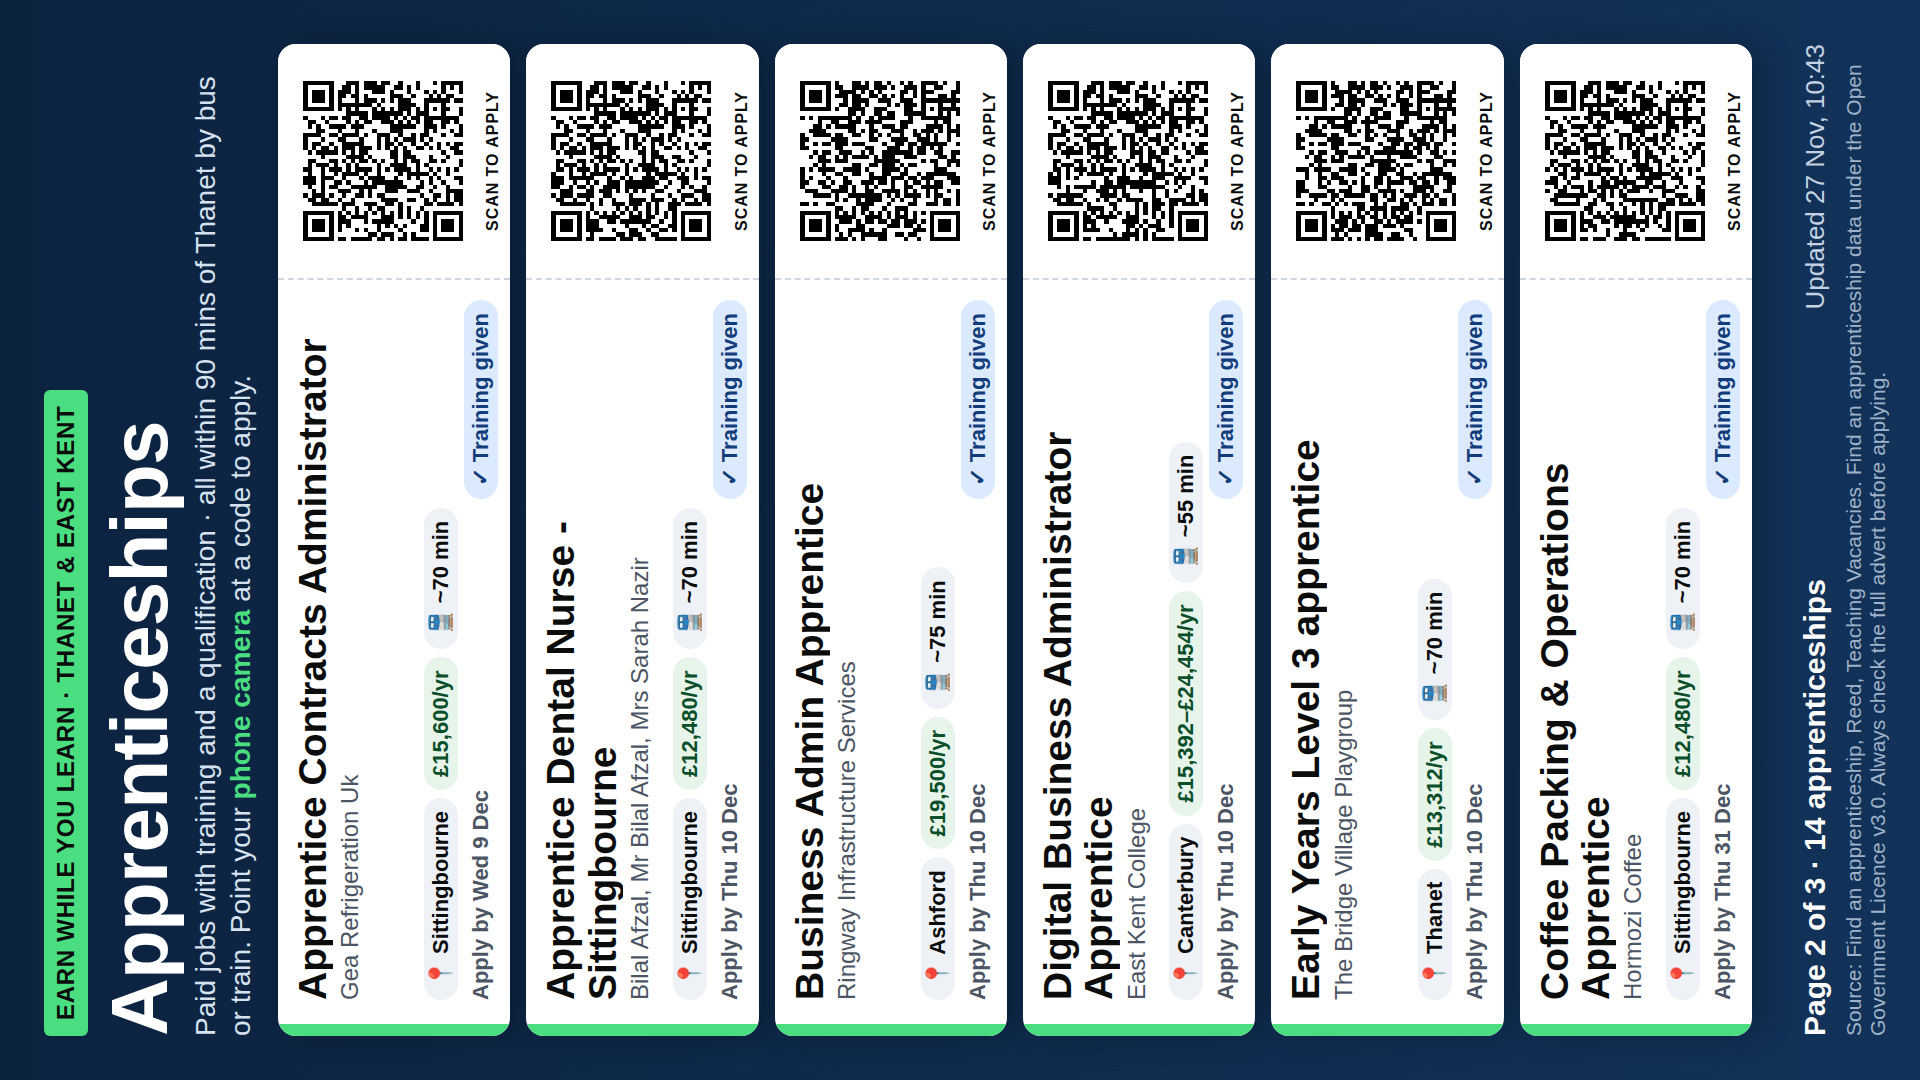 EARN WHILE YOU LEARN · THANET & EAST KENT
Apprenticeships
Paid jobs with training and a qualification · all within 90 mins of Thanet by bus
or train. Point your phone camera at a code to apply.
Apprentice Contracts Administrator
Gea Refrigeration Uk
📍 Sittingbourne £15,600/yr 🚆 ~70 min
Apply by Wed 9 Dec ✓ Training given
SCAN TO APPLY
Apprentice Dental Nurse -
Sittingbourne
Bilal Afzal, Mr Bilal Afzal, Mrs Sarah Nazir
📍 Sittingbourne £12,480/yr 🚆 ~70 min
Apply by Thu 10 Dec ✓ Training given
SCAN TO APPLY
Business Admin Apprentice
Ringway Infrastructure Services
📍 Ashford £19,500/yr 🚆 ~75 min
Apply by Thu 10 Dec ✓ Training given
SCAN TO APPLY
Digital Business Administrator
Apprentice
East Kent College
📍 Canterbury £15,392–£24,454/yr 🚆 ~55 min
Apply by Thu 10 Dec ✓ Training given
SCAN TO APPLY
Early Years Level 3 apprentice
The Bridge Village Playgroup
📍 Thanet £13,312/yr 🚆 ~70 min
Apply by Thu 10 Dec ✓ Training given
SCAN TO APPLY
Coffee Packing & Operations
Apprentice
Hormozi Coffee
📍 Sittingbourne £12,480/yr 🚆 ~70 min
Apply by Thu 31 Dec ✓ Training given
SCAN TO APPLY
Page 2 of 3 · 14 apprenticeships Updated 27 Nov, 10:43
Source: Find an apprenticeship, Reed, Teaching Vacancies. Find an apprenticeship data under the Open
Government Licence v3.0. Always check the full advert before applying.